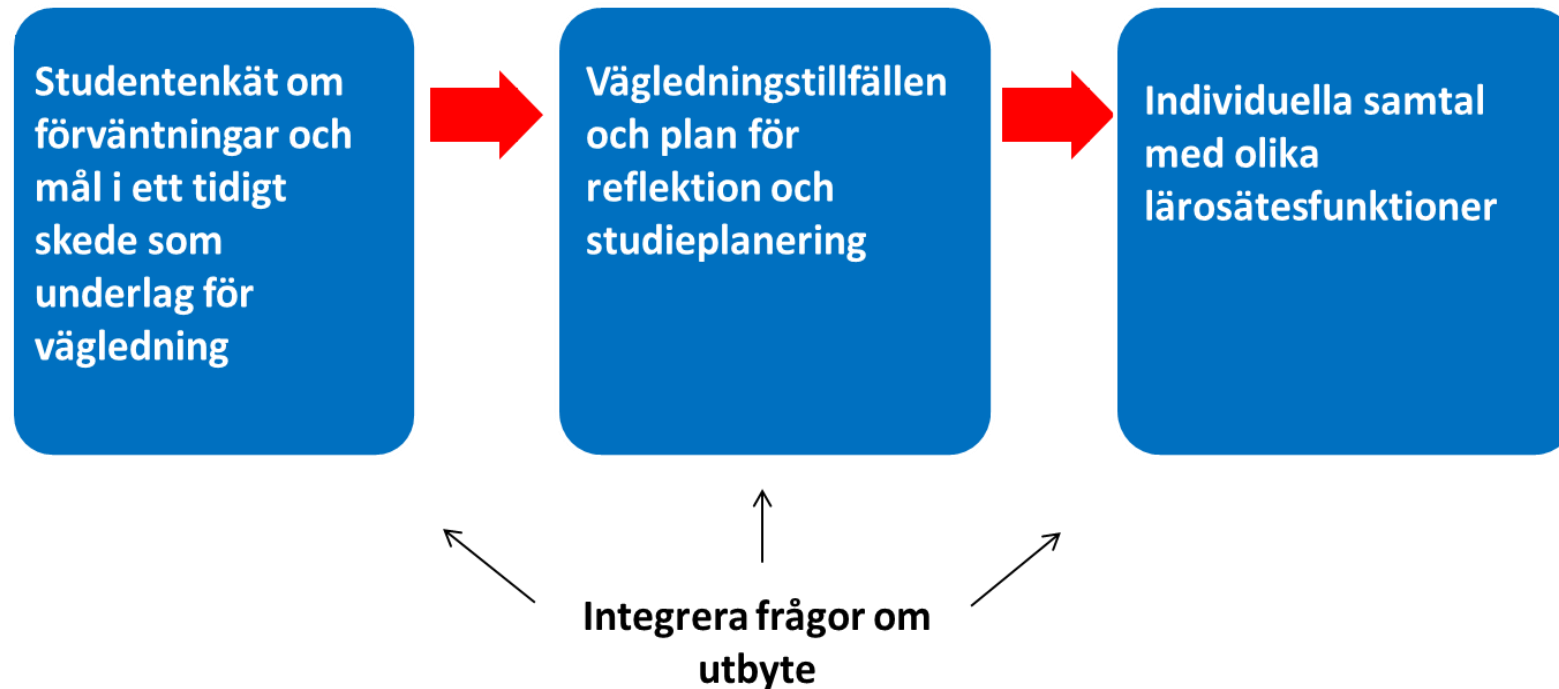 Studentenkät om
förväntningar och
mål i ett tidigt
skede som
underlag för
vägledning
Vägledningstillfällen
och plan för
reflektion och
studieplanering
Individuella samtal
med olika
lärosätesfunktioner
Integrera frågor om
utbyte